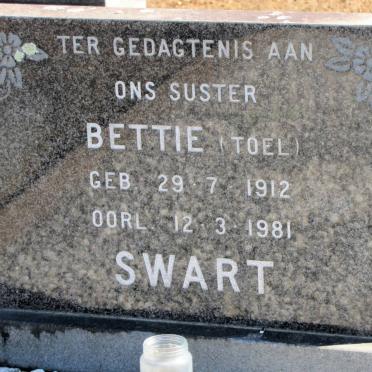 TER GEDAGTENIS AAN
ONS SUSTER
BETTIE (TOEL)
GEB 29·7·1912
OORL 12·3·1981
SWART